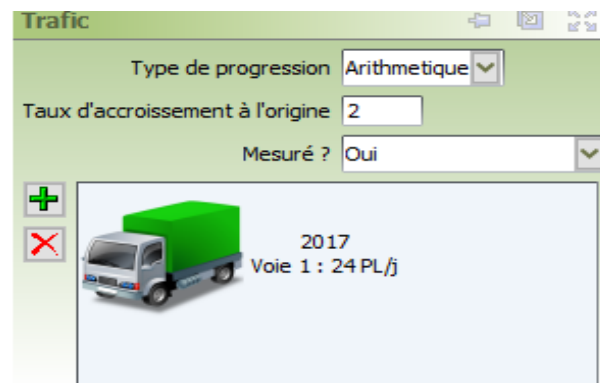 Trafic
Type de progression Arithmetique
Taux d'accroissement à l'origine 2
Mesuré ? Oui
2017
Voie 1 : 24 PL/j